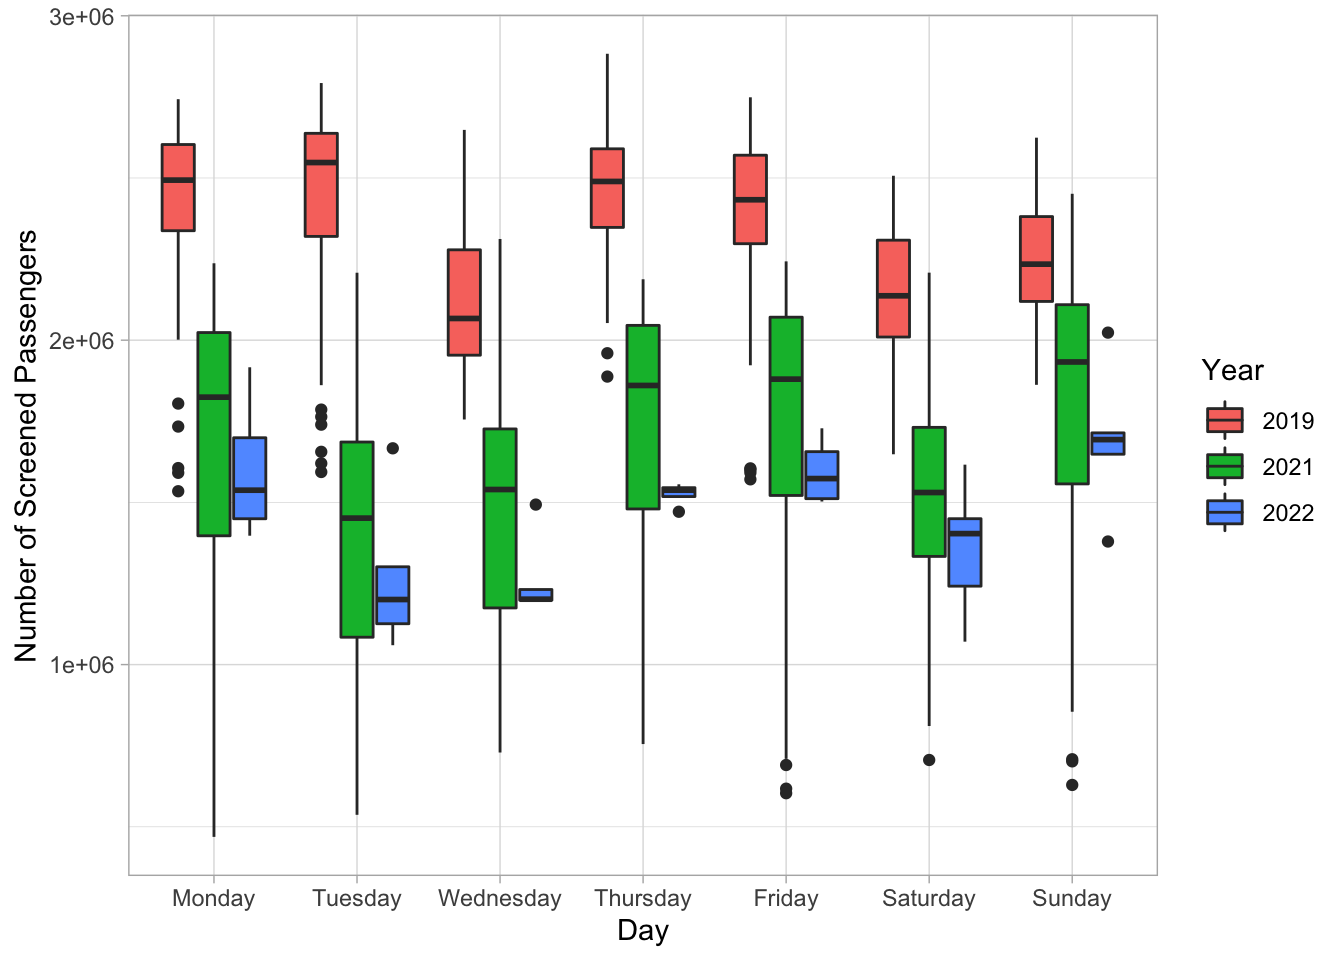 Number of Screened Passengers
3e+06
2e+06
1e+06
Monday Tuesday Wednesday Thursday Friday Saturday Sunday
Day
Year
2019
2021
2022